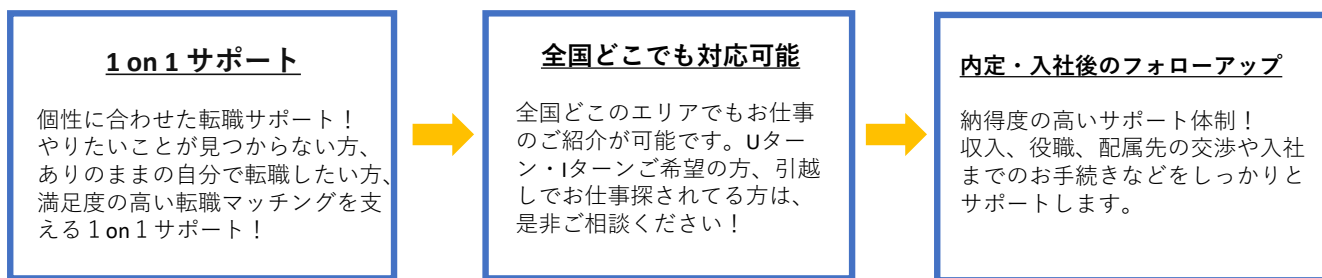 1 on 1 サポート
個性に合わせた転職サポート！
やりたいことが見つからない方、
ありのままの自分で転職したい方、
満足度の高い転職マッチングを支
える１on１サポート！
全国どこでも対応可能
全国どこのエリアでもお仕事
のご紹介が可能です。Uター
ン・Iターンご希望の方、引越
しでお仕事探されてる方は、
是非ご相談ください！
内定・入社後のフォローアップ
納得度の高いサポート体制！
収入、役職、配属先の交渉や入社
までのお手続きなどをしっかりと
サポートします。